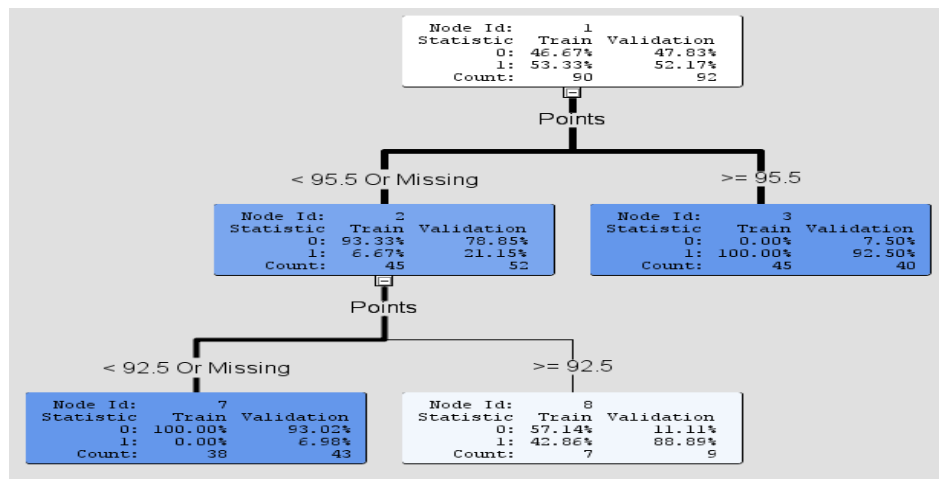 Node Id: 1
Statistic Train Validation
0: 46.67% 47.83%
1: 53.33% 52.17%
Count: 90 92
Points
< 95.5 Or Missing
>= 95.5
Node Id: 2
Statistic Train Validation
0: 93.33% 78.85%
1: 6.67% 21.15%
Count: 45 52
Node Id: 3
Statistic Train Validation
0: 0.00% 7.50%
1: 100.00% 92.50%
Count: 45 40
Points
< 92.5 Or Missing
>= 92.5
Node Id: 7
Statistic Train Validation
0: 100.00% 93.02%
1: 0.00% 6.98%
Count: 38 43
Node Id: 8
Statistic Train Validation
0: 57.14% 11.11%
1: 42.86% 88.89%
Count: 7 9